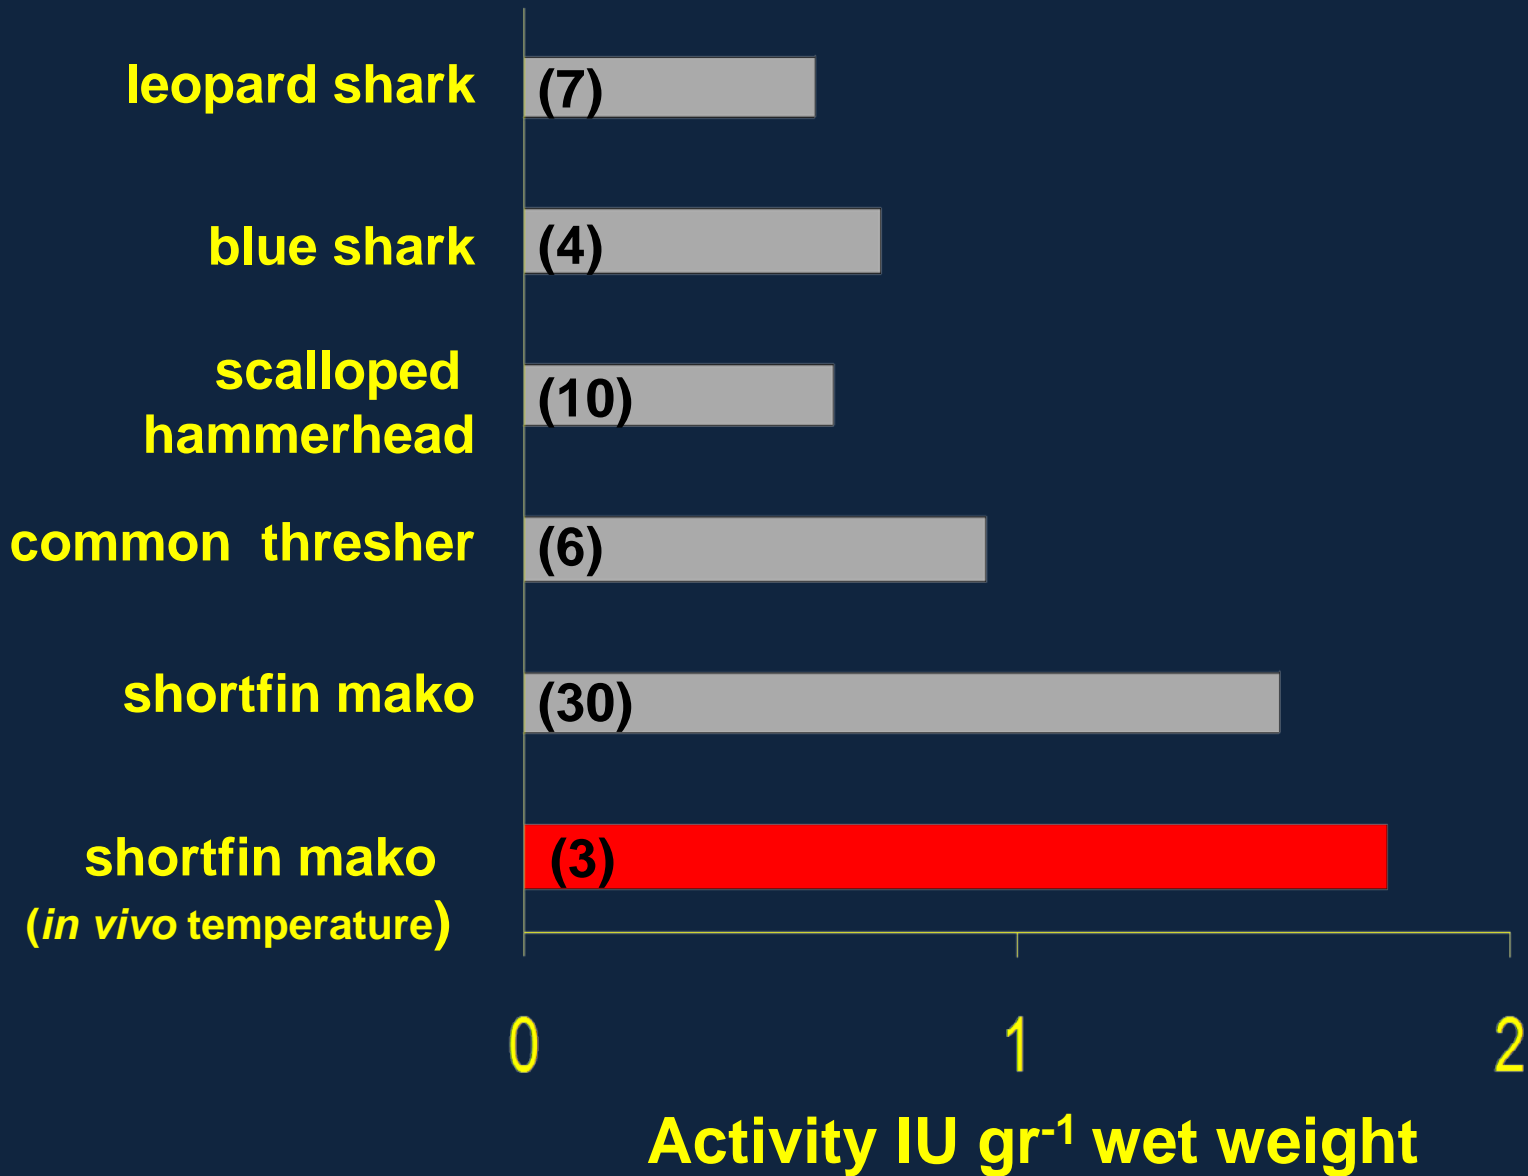 leopard shark (7)
blue shark (4)
scalloped
hammerhead (10)
common thresher (6)
shortfin mako (30)
shortfin mako (3)
(in vivo temperature)
0 1 2
Activity IU gr⁻¹ wet weight